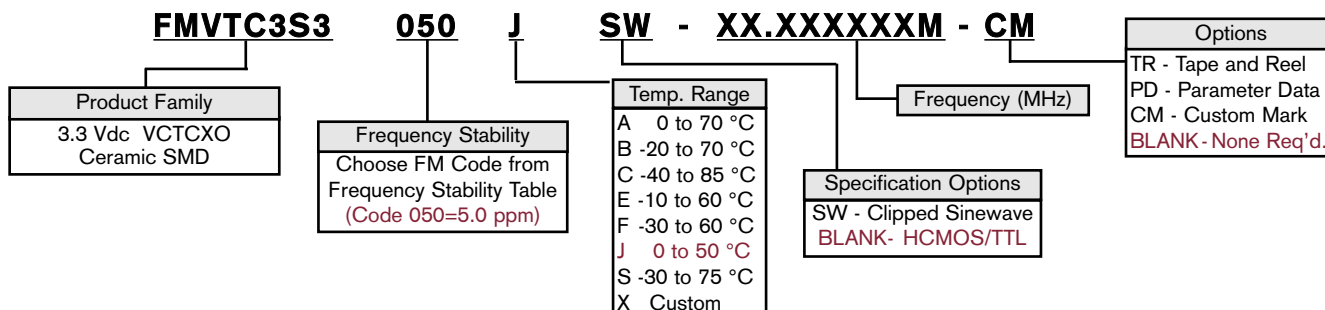 FMVTC3S3 050 J SW - XX.XXXXXXM - CM
Product Family
3.3 Vdc VCTCXO
Ceramic SMD
Frequency Stability
Choose FM Code from
Frequency Stability Table
(Code 050=5.0 ppm)
Temp. Range
A 0 to 70 °C
B -20 to 70 °C
C -40 to 85 °C
E -10 to 60 °C
F -30 to 60 °C
J 0 to 50 °C
S -30 to 75 °C
X Custom
Specification Options
SW - Clipped Sinewave
BLANK- HCMOS/TTL
Frequency (MHz)
Options
TR - Tape and Reel
PD - Parameter Data
CM - Custom Mark
BLANK - None Req'd.